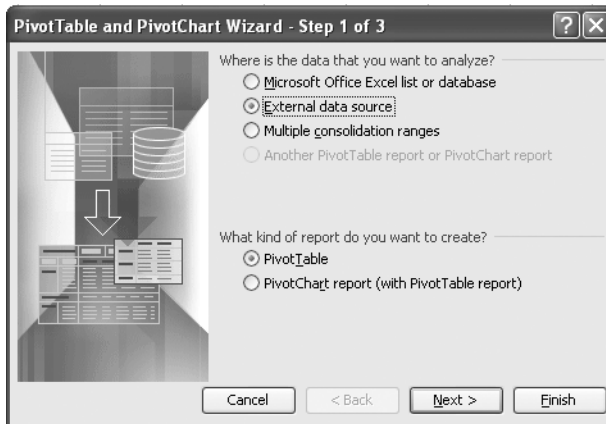 PivotTable and PivotChart Wizard - Step 1 of 3
Where is the data that you want to analyze?
Microsoft Office Excel list or database
External data source
Multiple consolidation ranges
Another PivotTable report or PivotChart report
What kind of report do you want to create?
PivotTable
PivotChart report (with PivotTable report)
Cancel
< Back
Next >
Finish